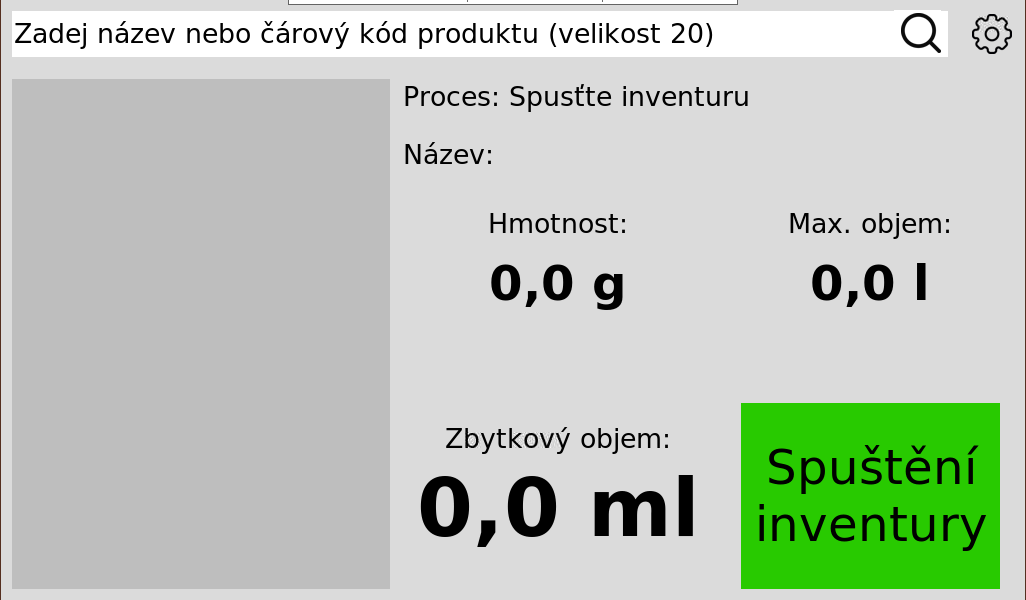 Zadej název nebo čárový kód produktu (velikost 20)
Proces: Spusťte inventuru
Název:
Hmotnost:
Max. objem:
0,0 g
0,0 l
Zbytkový objem:
0,0 ml
Spuštění
inventury